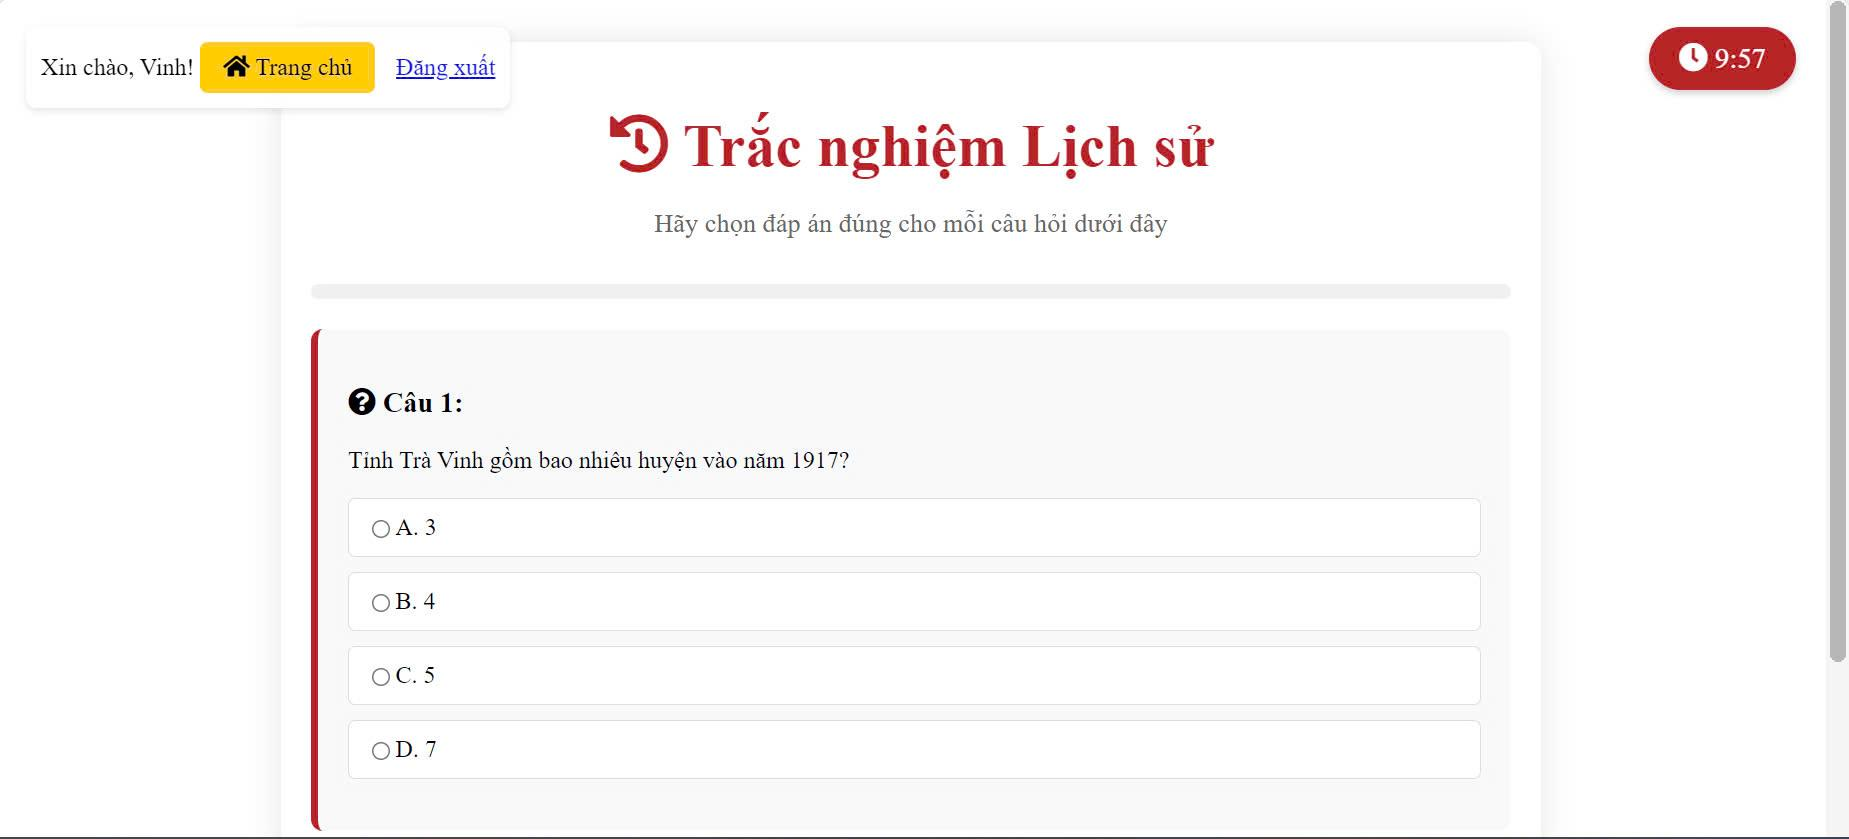 Xin chào, Vinh! Trang chủ Đăng xuất
9:57
Trắc nghiệm Lịch sử
Hãy chọn đáp án đúng cho mỗi câu hỏi dưới đây
Câu 1:
Tỉnh Trà Vinh gồm bao nhiêu huyện vào năm 1917?
A. 3
B. 4
C. 5
D. 7